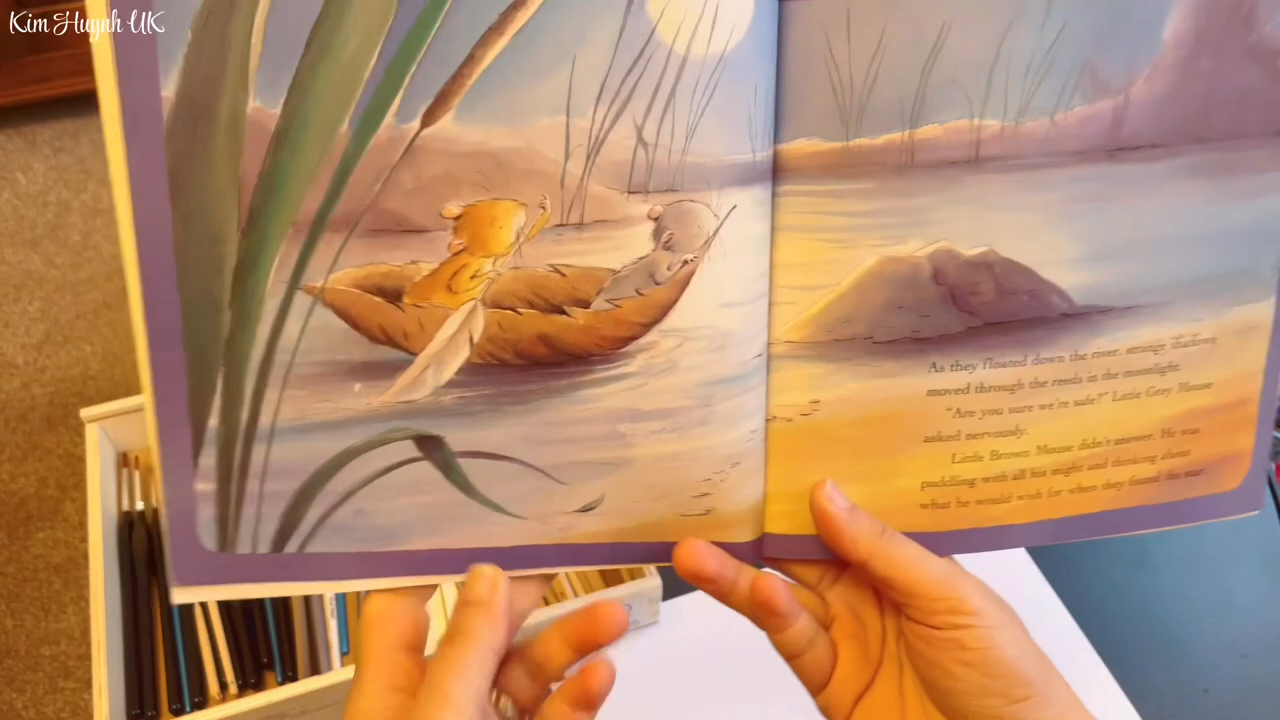 Kim Huynh UK
As they floated down the river, strange shadows
moved through the reeds in the moonlight.
"Are you sure we're safe?" Little Grey Mouse
asked nervously.
Little Brown Mouse didn't answer. He was
paddling with all his might and thinking about
what he would wish for when they found the star